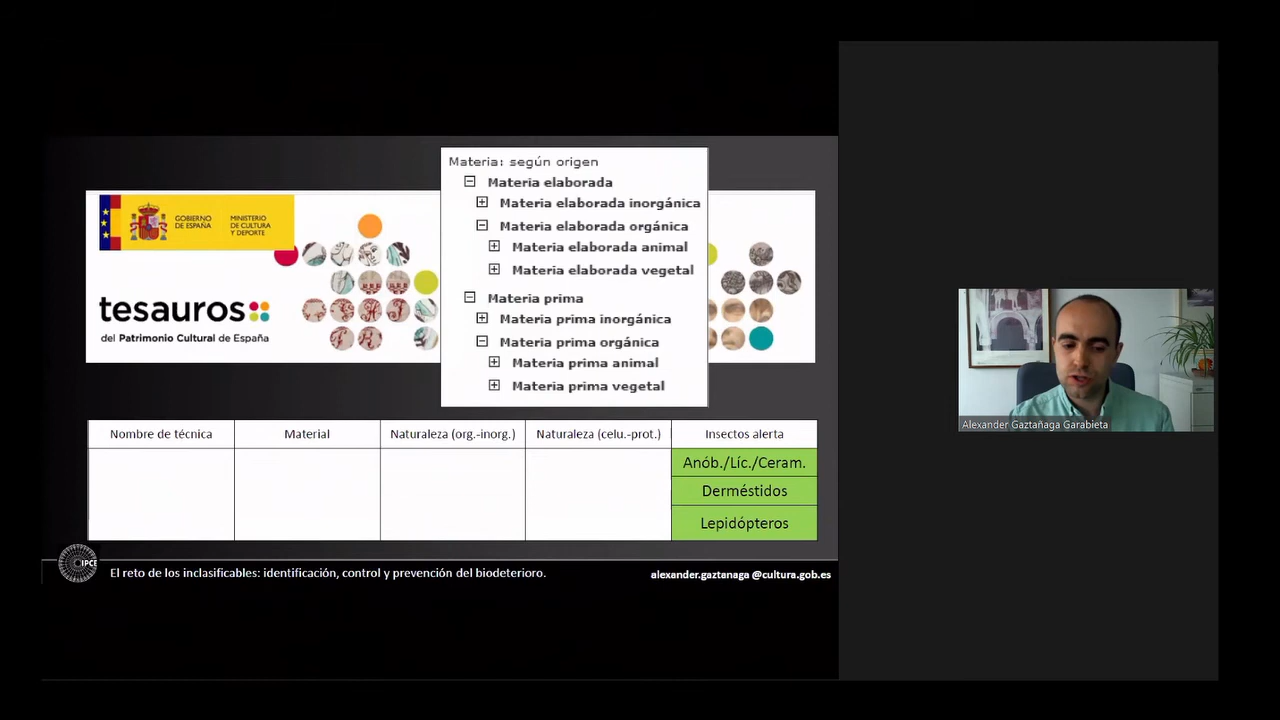 Materia: según origen
Materia elaborada
Materia elaborada inorgánica
Materia elaborada orgánica
Materia elaborada animal
Materia elaborada vegetal
Materia prima
Materia prima inorgánica
Materia prima orgánica
Materia prima animal
Materia prima vegetal
GOBIERNO
DE ESPAÑA
MINISTERIO
DE CULTURA
Y DEPORTE
tesauros
del Patrimonio Cultural de España
Nombre de técnica
Material
Naturaleza (org.-inorg.)
Naturaleza (celu.-prot.)
Insectos alerta
Anób./Líc./Ceram.
Derméstidos
Lepidópteros
IPCE
El reto de los inclasificables: identificación, control y prevención del biodeterioro.
alexander.gaztanaga @cultura.gob.es
Alexander Gaztañaga Garabieta